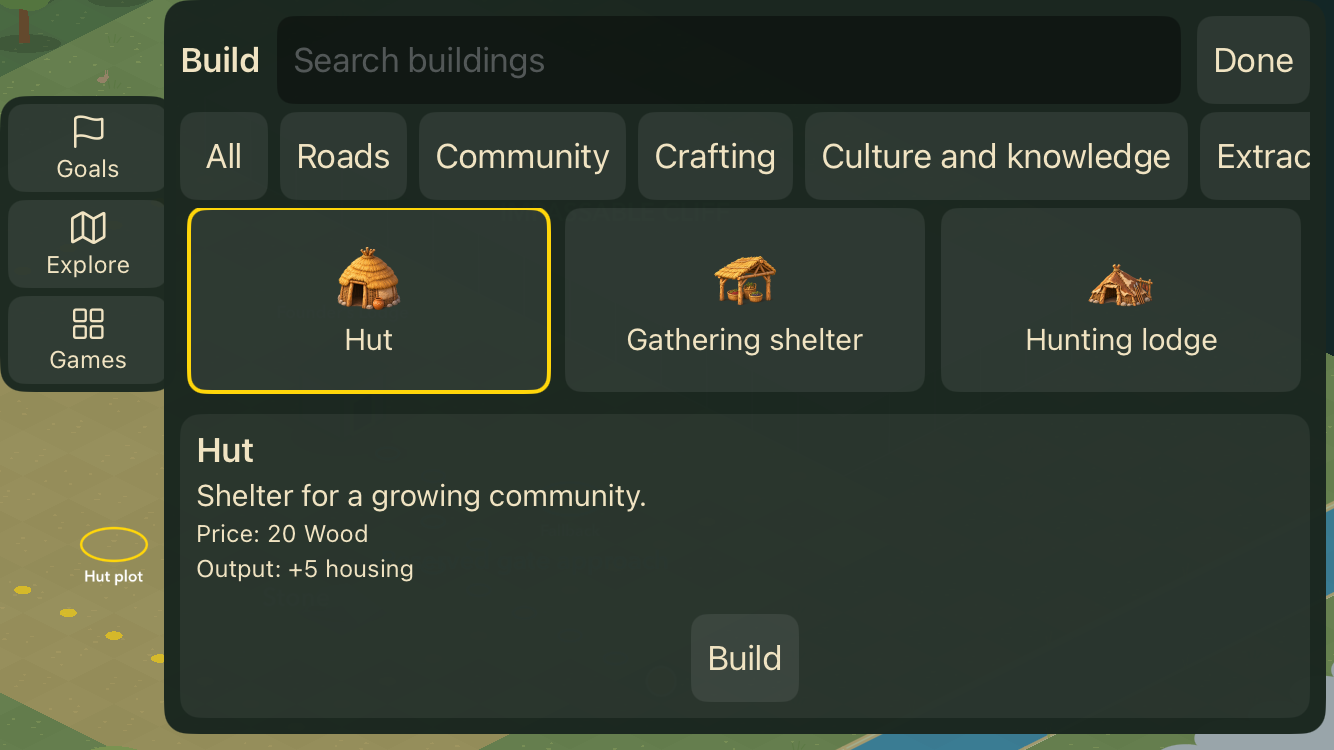 Build
Search buildings
Done
All
Roads
Community
Crafting
Culture and knowledge
Extrac
Goals
Explore
Games
Hut
Gathering shelter
Hunting lodge
Hut
Shelter for a growing community.
Price: 20 Wood
Output: +5 housing
Build
Hut plot